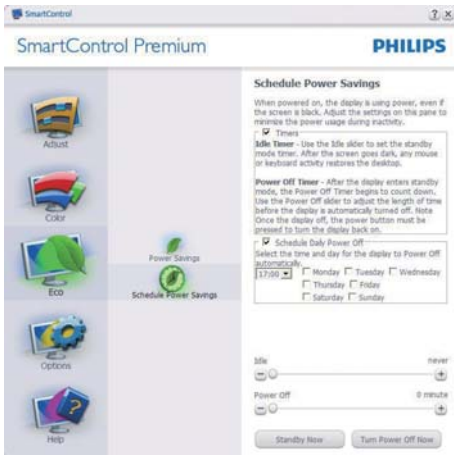 SmartControl
SmartControl Premium
PHILIPS
Adjust
Color
Eco
Options
Help
Power Savings
Schedule Power Savings
Schedule Power Savings
When powered on, the display is using power, even if
the screen is black. Adjust the settings on this pane to
minimize the power usage during inactivity.
Timers
Idle Timer - Use the Idle slider to set the standby
mode timer. After the screen goes dark, any mouse
or keyboard activity restores the desktop.
Power Off Timer - After the display enters standby
mode, the Power Off Timer begins to count down.
Use the Power Off slider to adjust the length of time
before the display is automatically turned off. Note
Once the display off, the power button must be
pressed to turn the display back on.
Schedule Daily Power Off
Select the time and day for the display to Power Off
automatically.
17:00 Monday Tuesday Wednesday
Thursday Friday
Saturday Sunday
Idle never
Power Off 0 minute
Standby Now Turn Power Off Now